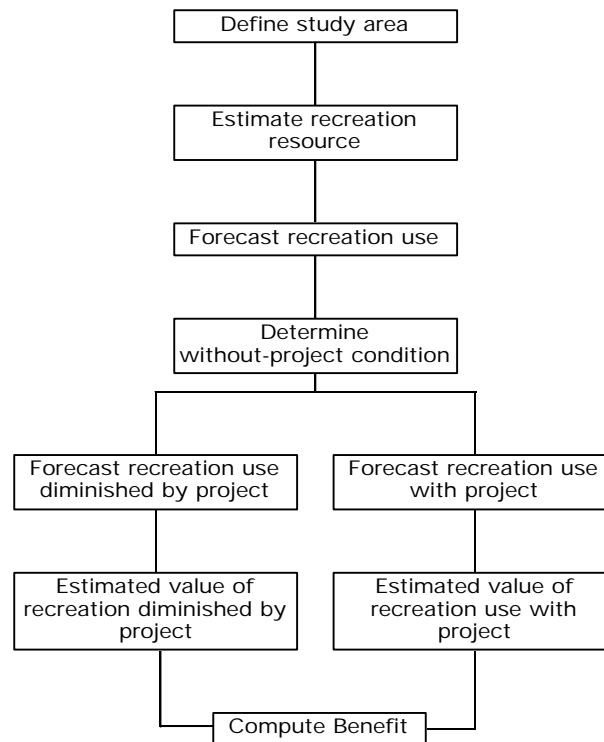 Define study area
Estimate recreation
resource
Forecast recreation use
Determine
without-project condition
Forecast recreation use
diminished by project
Forecast recreation use
with project
Estimated value of
recreation diminished by
project
Estimated value of
recreation use with
project
Compute Benefit